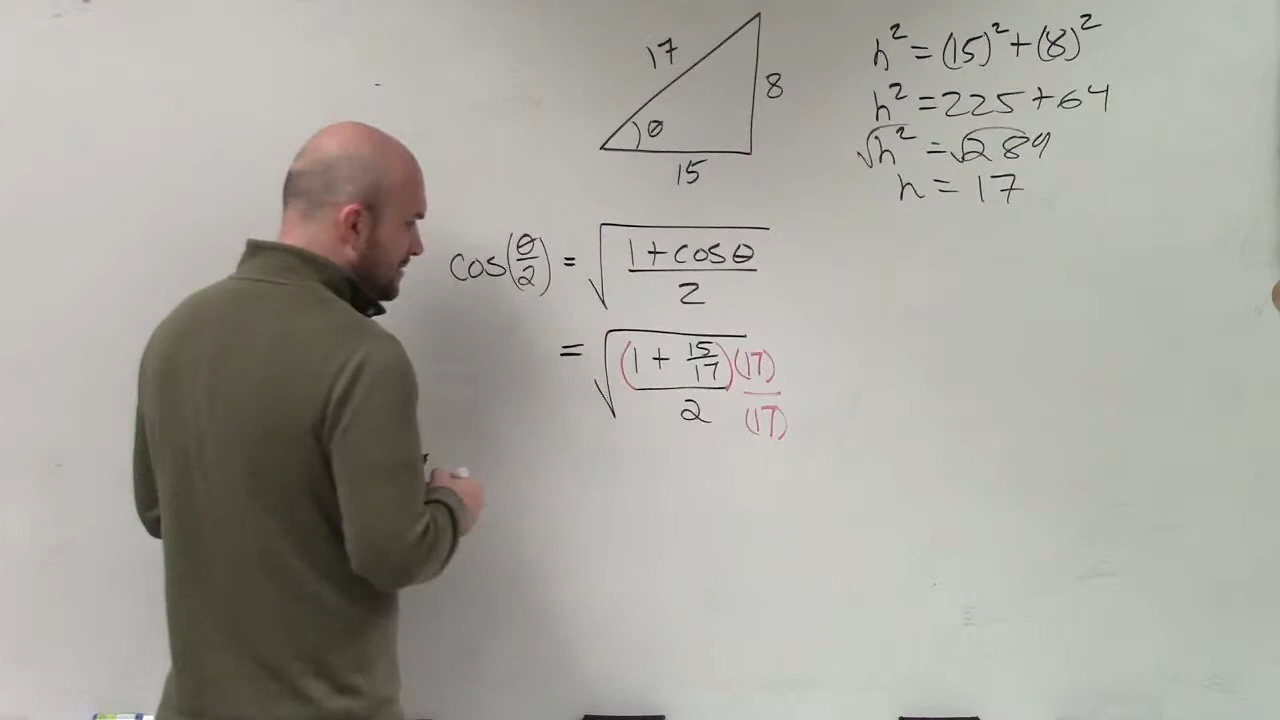 17
8
θ
15
h² = (15)² + (8)²
h² = 225 + 64
√h² = √289
h = 17
cos(θ/2) = √((1 + cosθ)/2)
= √((1 + 15/17)/2 (17)/(17))